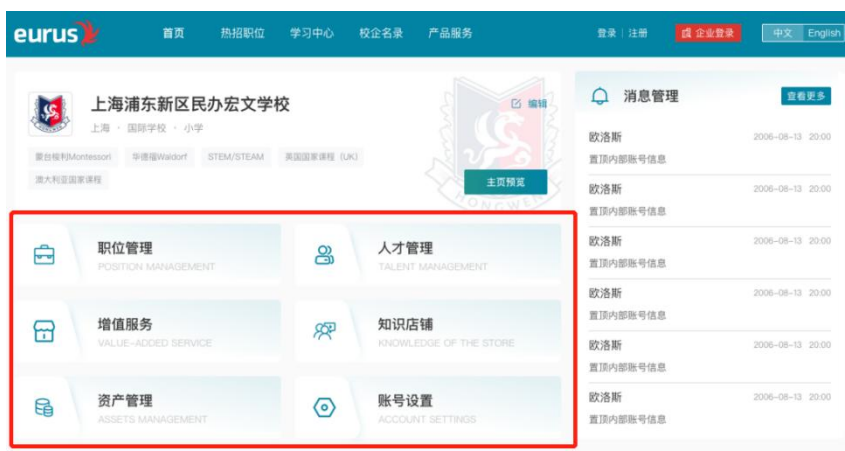 eurus 首页 热招职位 学习中心 校企名录 产品服务 登录 | 注册 企业登录 中文 English
上海浦东新区民办宏文学校
编辑
上海 · 国际学校 · 小学
蒙台梭利Montessori 华德福Waldorf STEM/STEAM 英国国家课程 (UK)
澳大利亚国家课程
主页预览
HONGWEN
职位管理
POSITION MANAGEMENT
人才管理
TALENT MANAGEMENT
增值服务
VALUE-ADDED SERVICE
知识店铺
KNOWLEDGE OF THE STORE
资产管理
ASSETS MANAGEMENT
账号设置
ACCOUNT SETTINGS
消息管理 查看更多
欧洛斯 2006-08-13 20:00
置顶内部账号信息
欧洛斯 2006-08-13 20:00
置顶内部账号信息
欧洛斯 2006-08-13 20:00
置顶内部账号信息
欧洛斯 2006-08-13 20:00
置顶内部账号信息
欧洛斯 2006-08-13 20:00
置顶内部账号信息
欧洛斯 2006-08-13 20:00
置顶内部账号信息